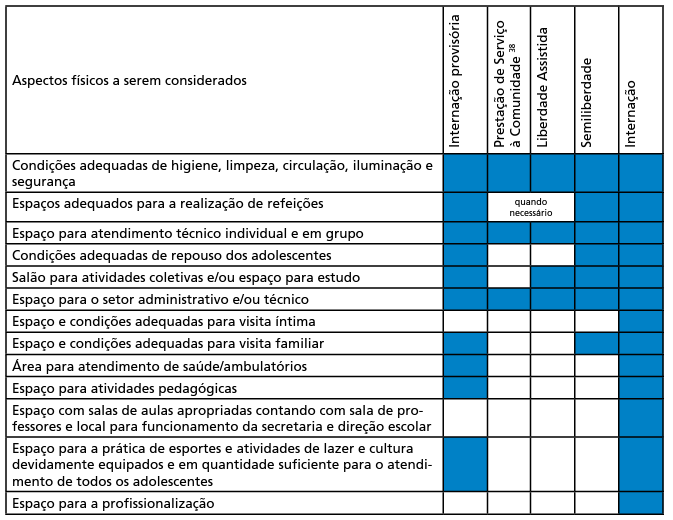 Aspectos físicos a serem considerados
Internação provisória
Prestação de Serviço
à Comunidade 38
Liberdade Assistida
Semiliberdade
Internação
Condições adequadas de higiene, limpeza, circulação, iluminação e
segurança
Espaços adequados para a realização de refeições
quando
necessário
Espaço para atendimento técnico individual e em grupo
Condições adequadas de repouso dos adolescentes
Salão para atividades coletivas e/ou espaço para estudo
Espaço para o setor administrativo e/ou técnico
Espaço e condições adequadas para visita íntima
Espaço e condições adequadas para visita familiar
Área para atendimento de saúde/ambulatórios
Espaço para atividades pedagógicas
Espaço com salas de aulas apropriadas contando com sala de pro-
fessores e local para funcionamento da secretaria e direção escolar
Espaço para a prática de esportes e atividades de lazer e cultura
devidamente equipados e em quantidade suficiente para o atendi-
mento de todos os adolescentes
Espaço para a profissionalização